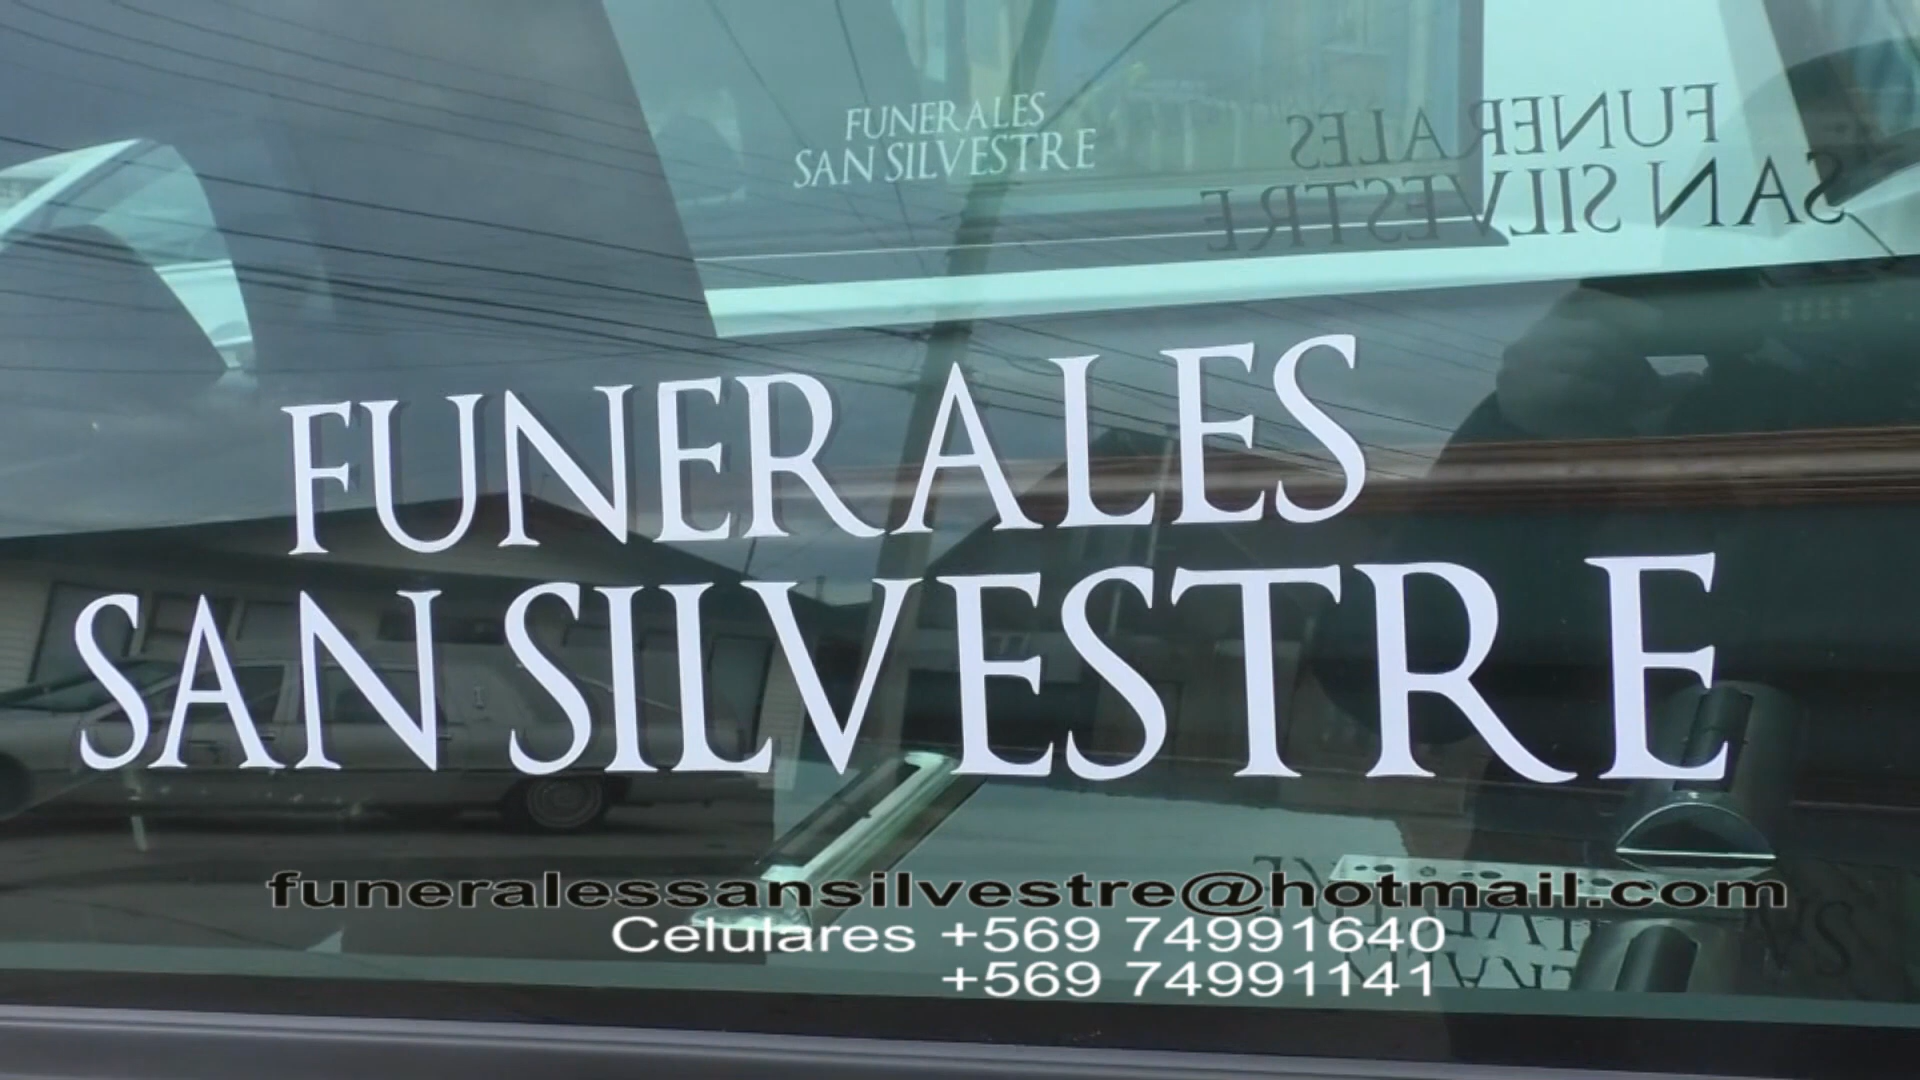 FUNERALES
SAN SILVESTRE
FUNERALES
SAN SILVESTRE
FUNERALES
SAN SILVESTRE
funeralessansilvestre@hotmail.com
Celulares +569 74991640
+569 74991141